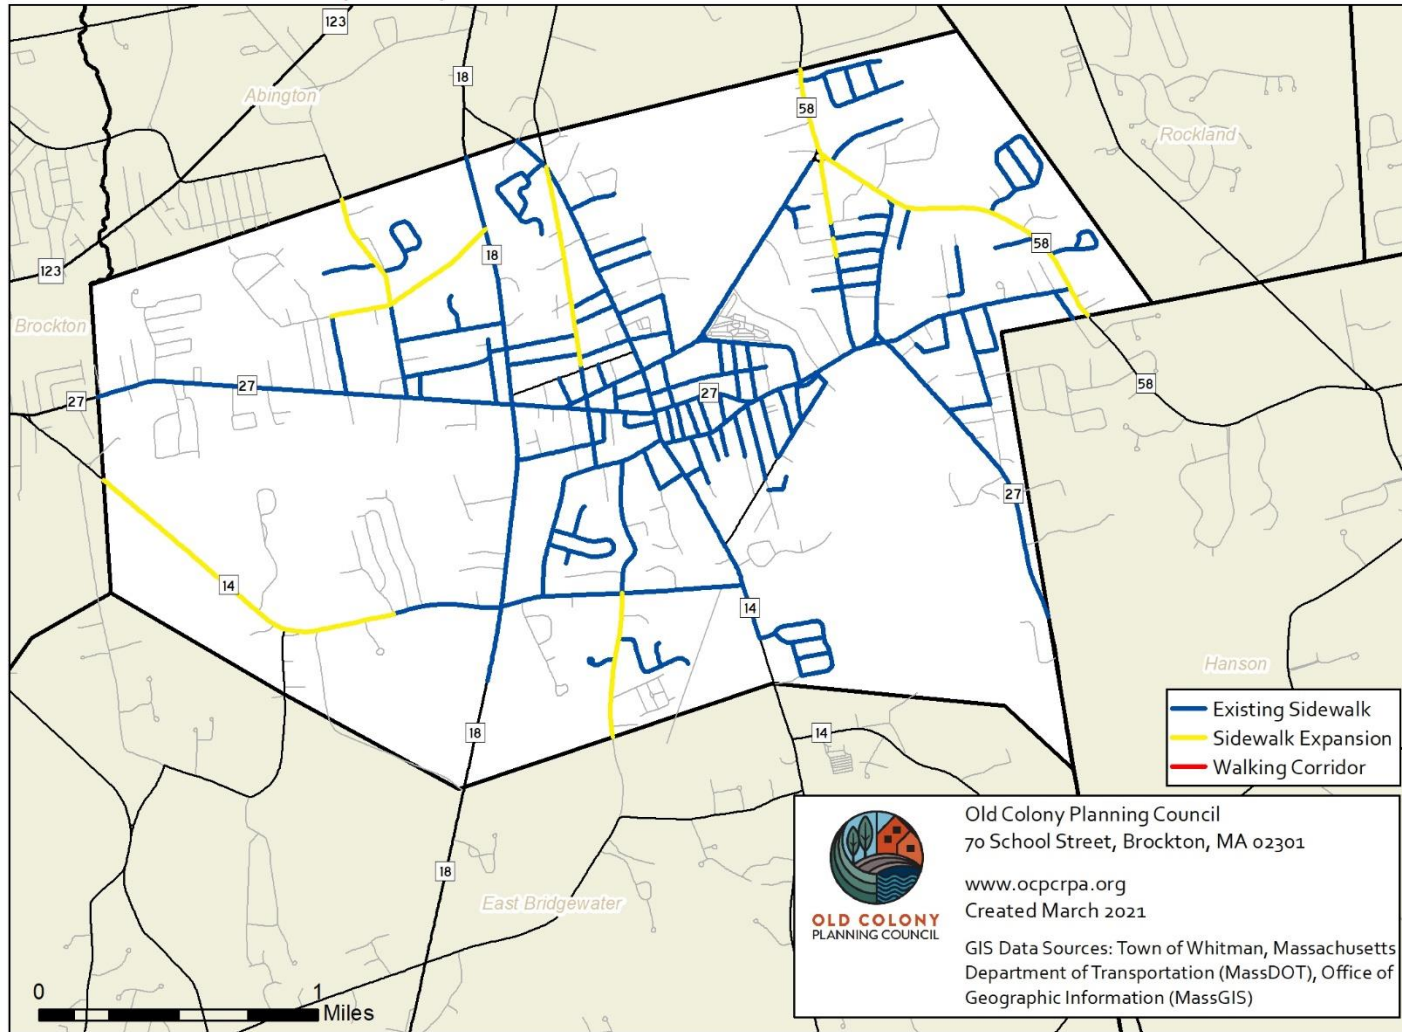 123
18
Abington
58
Rockland
58
18
123
Brockton
58
27
27
27
27
14
14
Hanson
18
14
Existing Sidewalk
Sidewalk Expansion
Walking Corridor
18
East Bridgewater
OLD COLONY
PLANNING COUNCIL
Old Colony Planning Council
70 School Street, Brockton, MA 02301
www.ocpcrpa.org
Created March 2021
GIS Data Sources: Town of Whitman, Massachusetts
Department of Transportation (MassDOT), Office of
Geographic Information (MassGIS)
0 1
Miles